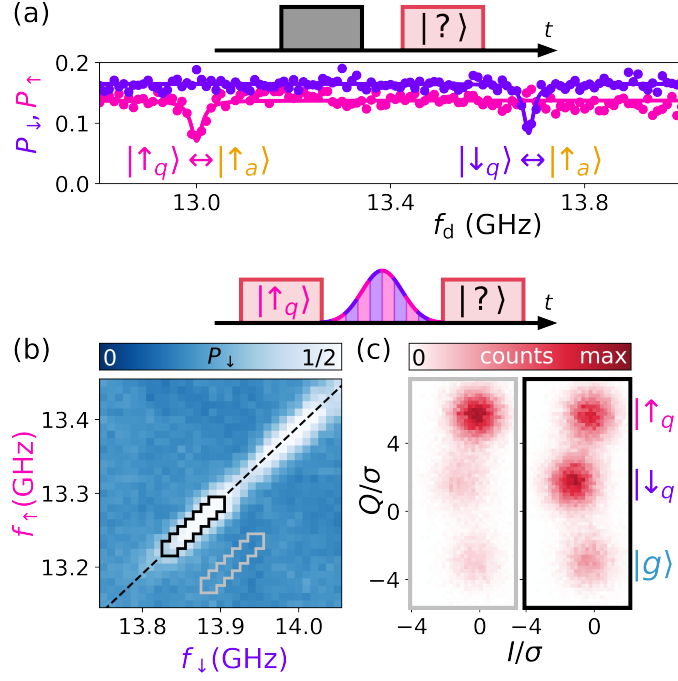 (a)
|?⟩
t
0.2
0.1
0.0
P↓, P↑
|↑q⟩ ↔ |↑a⟩
|↓q⟩ ↔ |↑a⟩
13.0
13.4
13.8
fd (GHz)
|↑q⟩
|?⟩
t
(b)
0
P↓
1/2
13.4
13.3
13.2
f↑(GHz)
13.8
13.9
14.0
f↓(GHz)
(c)
0
counts
max
4
0
−4
Q/σ
−4
0
0
I/σ
|↑q⟩
|↓q⟩
|g⟩